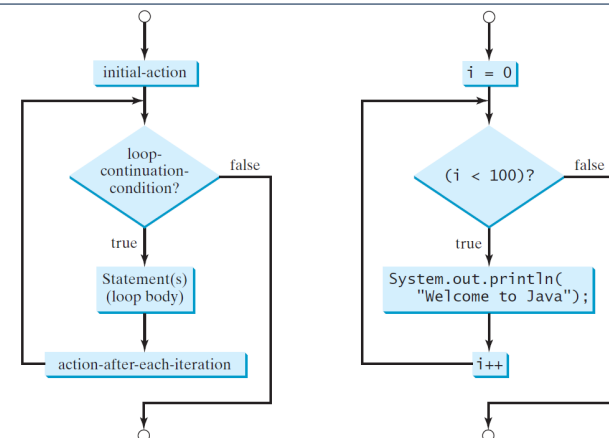 initial-action
loop-
continuation-
condition?
false
true
Statement(s)
(loop body)
action-after-each-iteration
i = 0
(i < 100)?
false
true
System.out.println(
"Welcome to Java");
i++